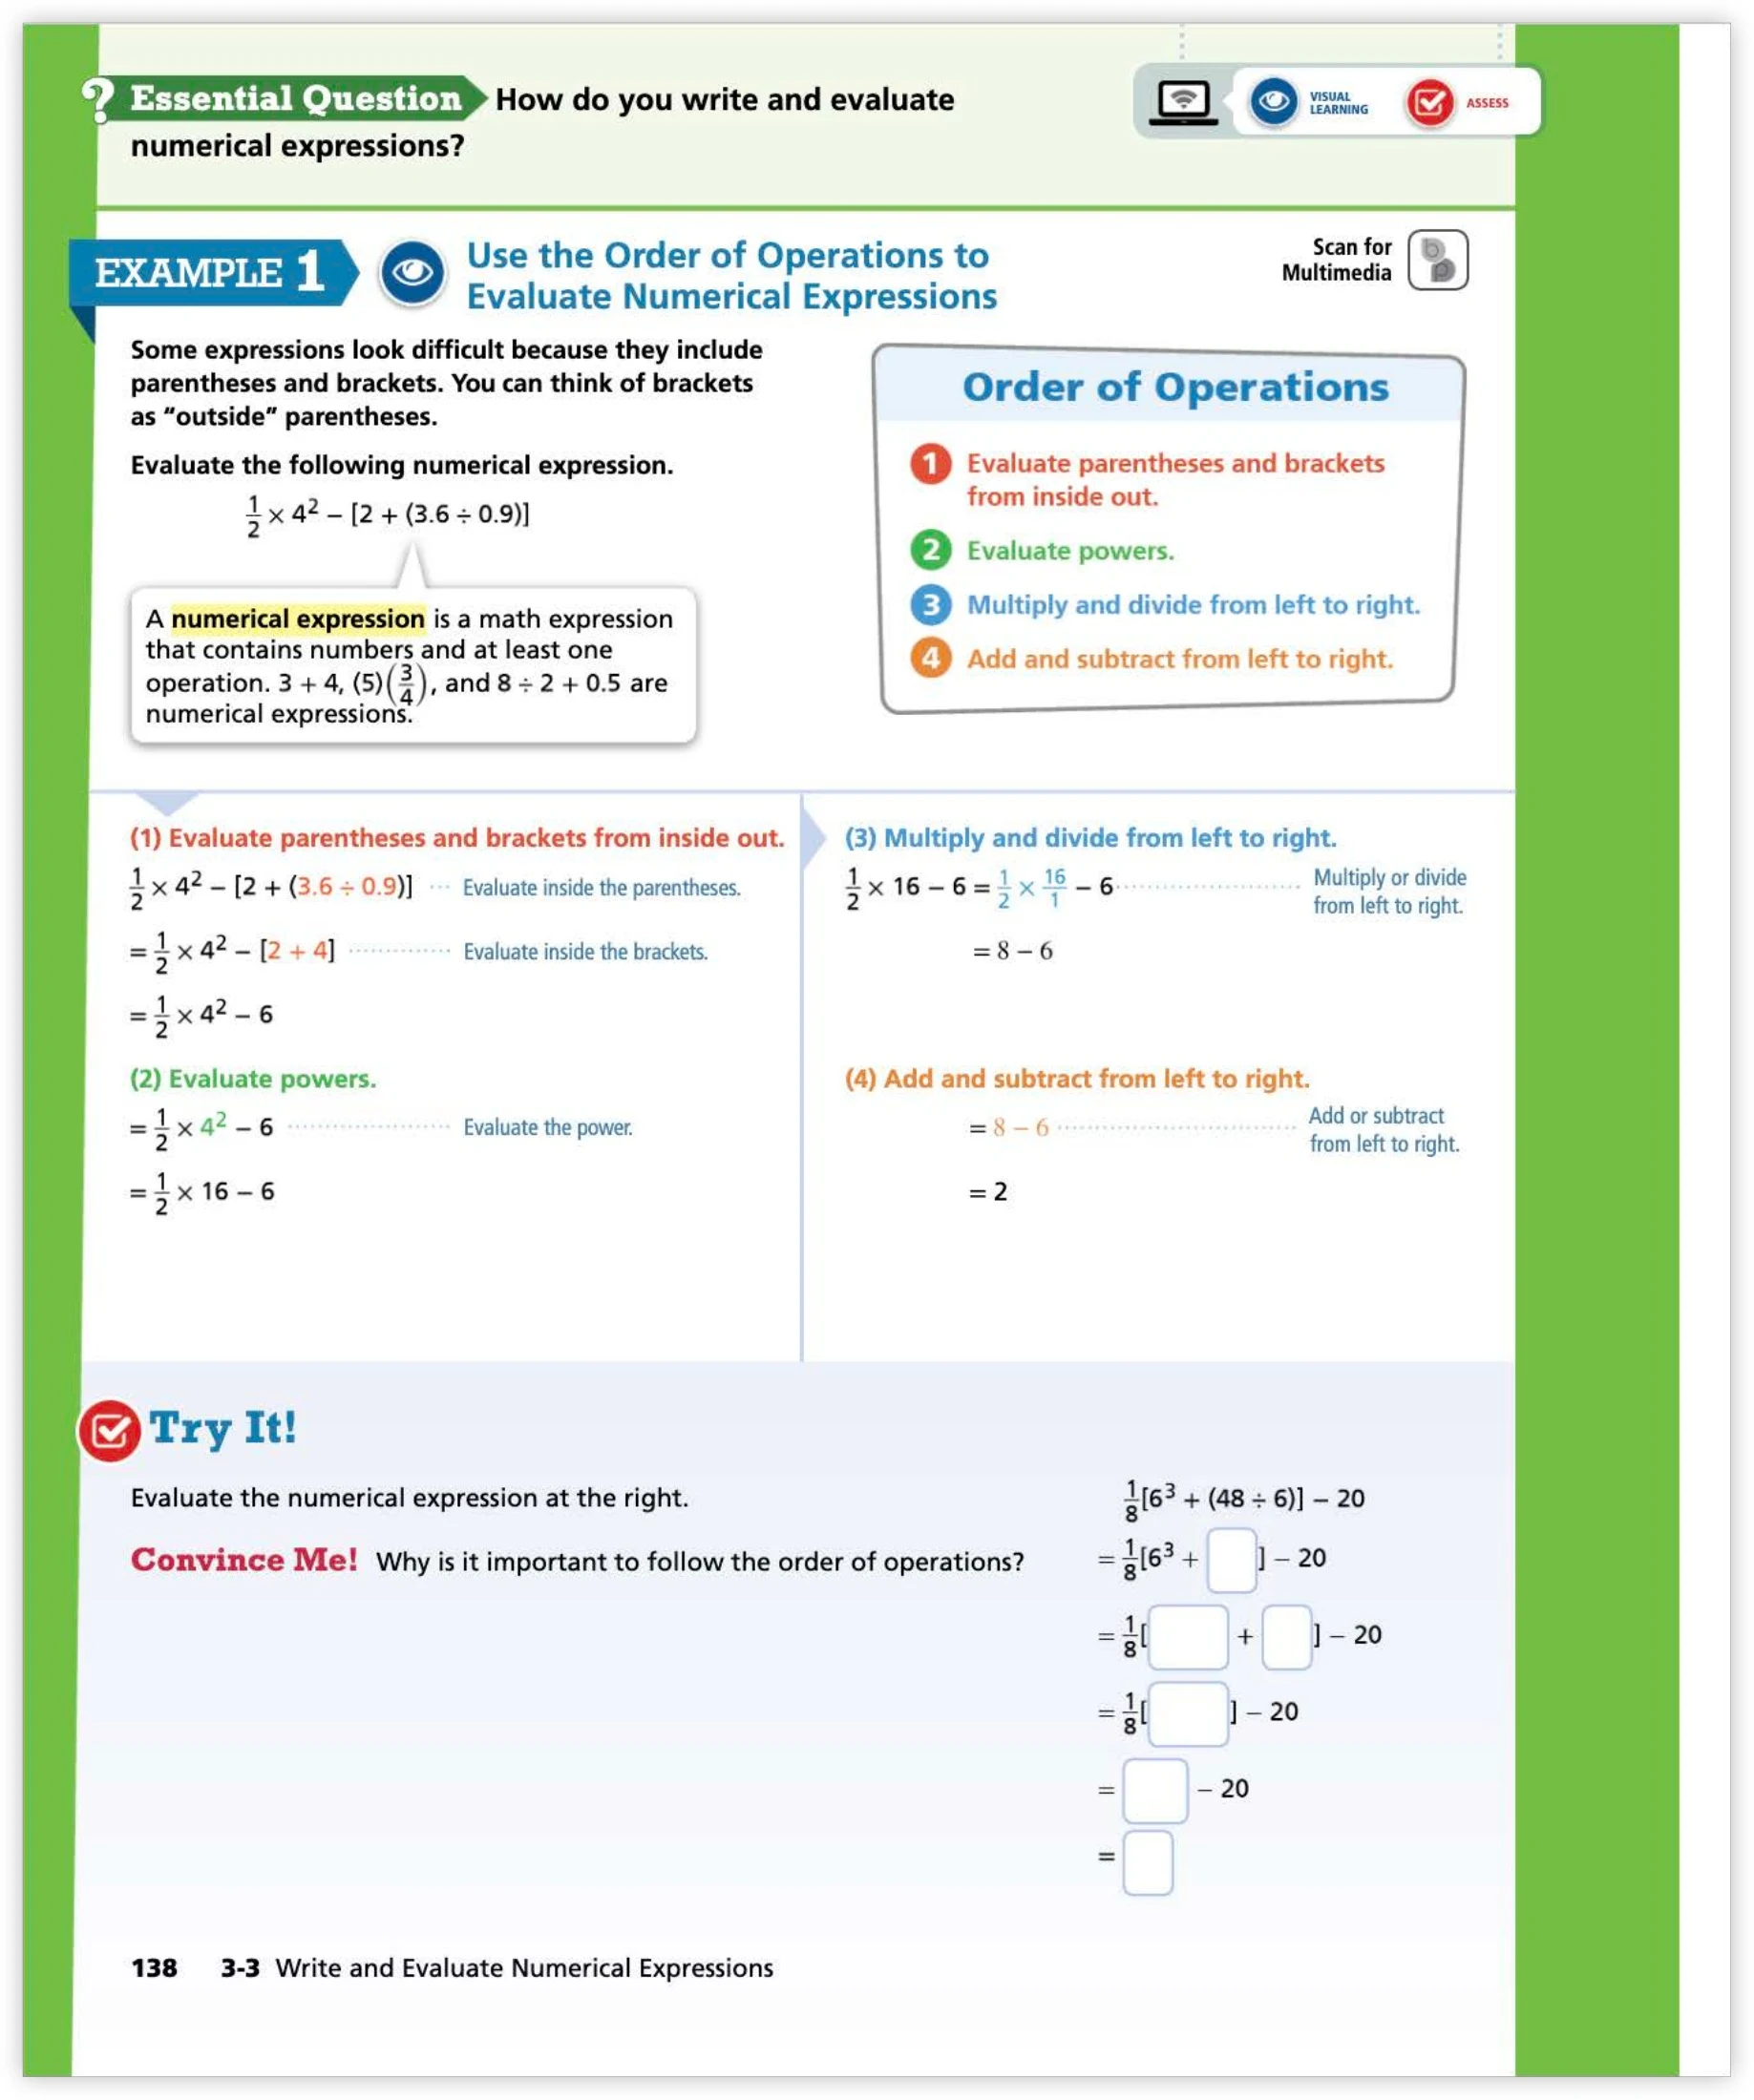 ? Essential Question How do you write and evaluate
numerical expressions?
VISUAL
LEARNING
ASSESS
EXAMPLE 1
Use the Order of Operations to
Evaluate Numerical Expressions
Scan for
Multimedia
Some expressions look difficult because they include
parentheses and brackets. You can think of brackets
as “outside” parentheses.
Evaluate the following numerical expression.
1/2 × 4² − [2 + (3.6 ÷ 0.9)]
A numerical expression is a math expression
that contains numbers and at least one
operation. 3 + 4, (5)(3/4), and 8 ÷ 2 + 0.5 are
numerical expressions.
Order of Operations
1 Evaluate parentheses and brackets
from inside out.
2 Evaluate powers.
3 Multiply and divide from left to right.
4 Add and subtract from left to right.
(1) Evaluate parentheses and brackets from inside out.
1/2 × 4² − [2 + (3.6 ÷ 0.9)] Evaluate inside the parentheses.
= 1/2 × 4² − [2 + 4] Evaluate inside the brackets.
= 1/2 × 4² − 6
(2) Evaluate powers.
= 1/2 × 4² − 6 Evaluate the power.
= 1/2 × 16 − 6
(3) Multiply and divide from left to right.
1/2 × 16 − 6 = 1/2 × 16/1 − 6 Multiply or divide
from left to right.
= 8 − 6
(4) Add and subtract from left to right.
= 8 − 6 Add or subtract
from left to right.
= 2
Try It!
Evaluate the numerical expression at the right.
Convince Me! Why is it important to follow the order of operations?
1/8[6³ + (48 ÷ 6)] − 20
= 1/8[6³ + ] − 20
= 1/8[ + ] − 20
= 1/8[ ] − 20
= − 20
=
138 3-3 Write and Evaluate Numerical Expressions